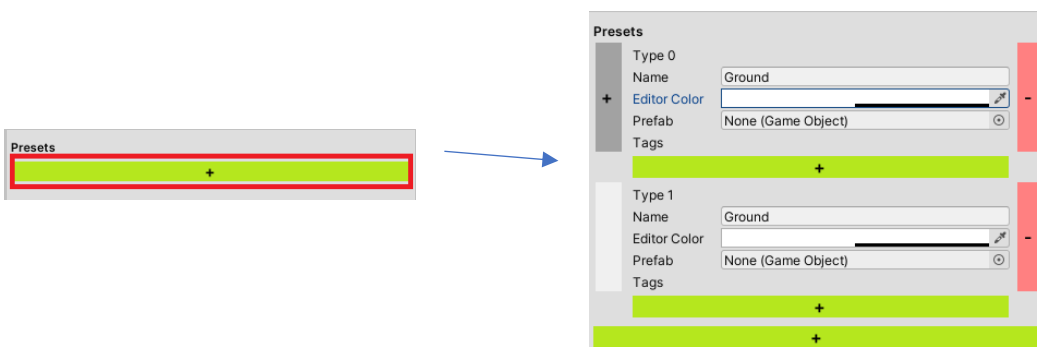 Presets
+
Presets
Type 0
Name Ground
+ Editor Color -
Prefab None (Game Object)
Tags
+
Type 1
Name Ground
Editor Color -
Prefab None (Game Object)
Tags
+
+